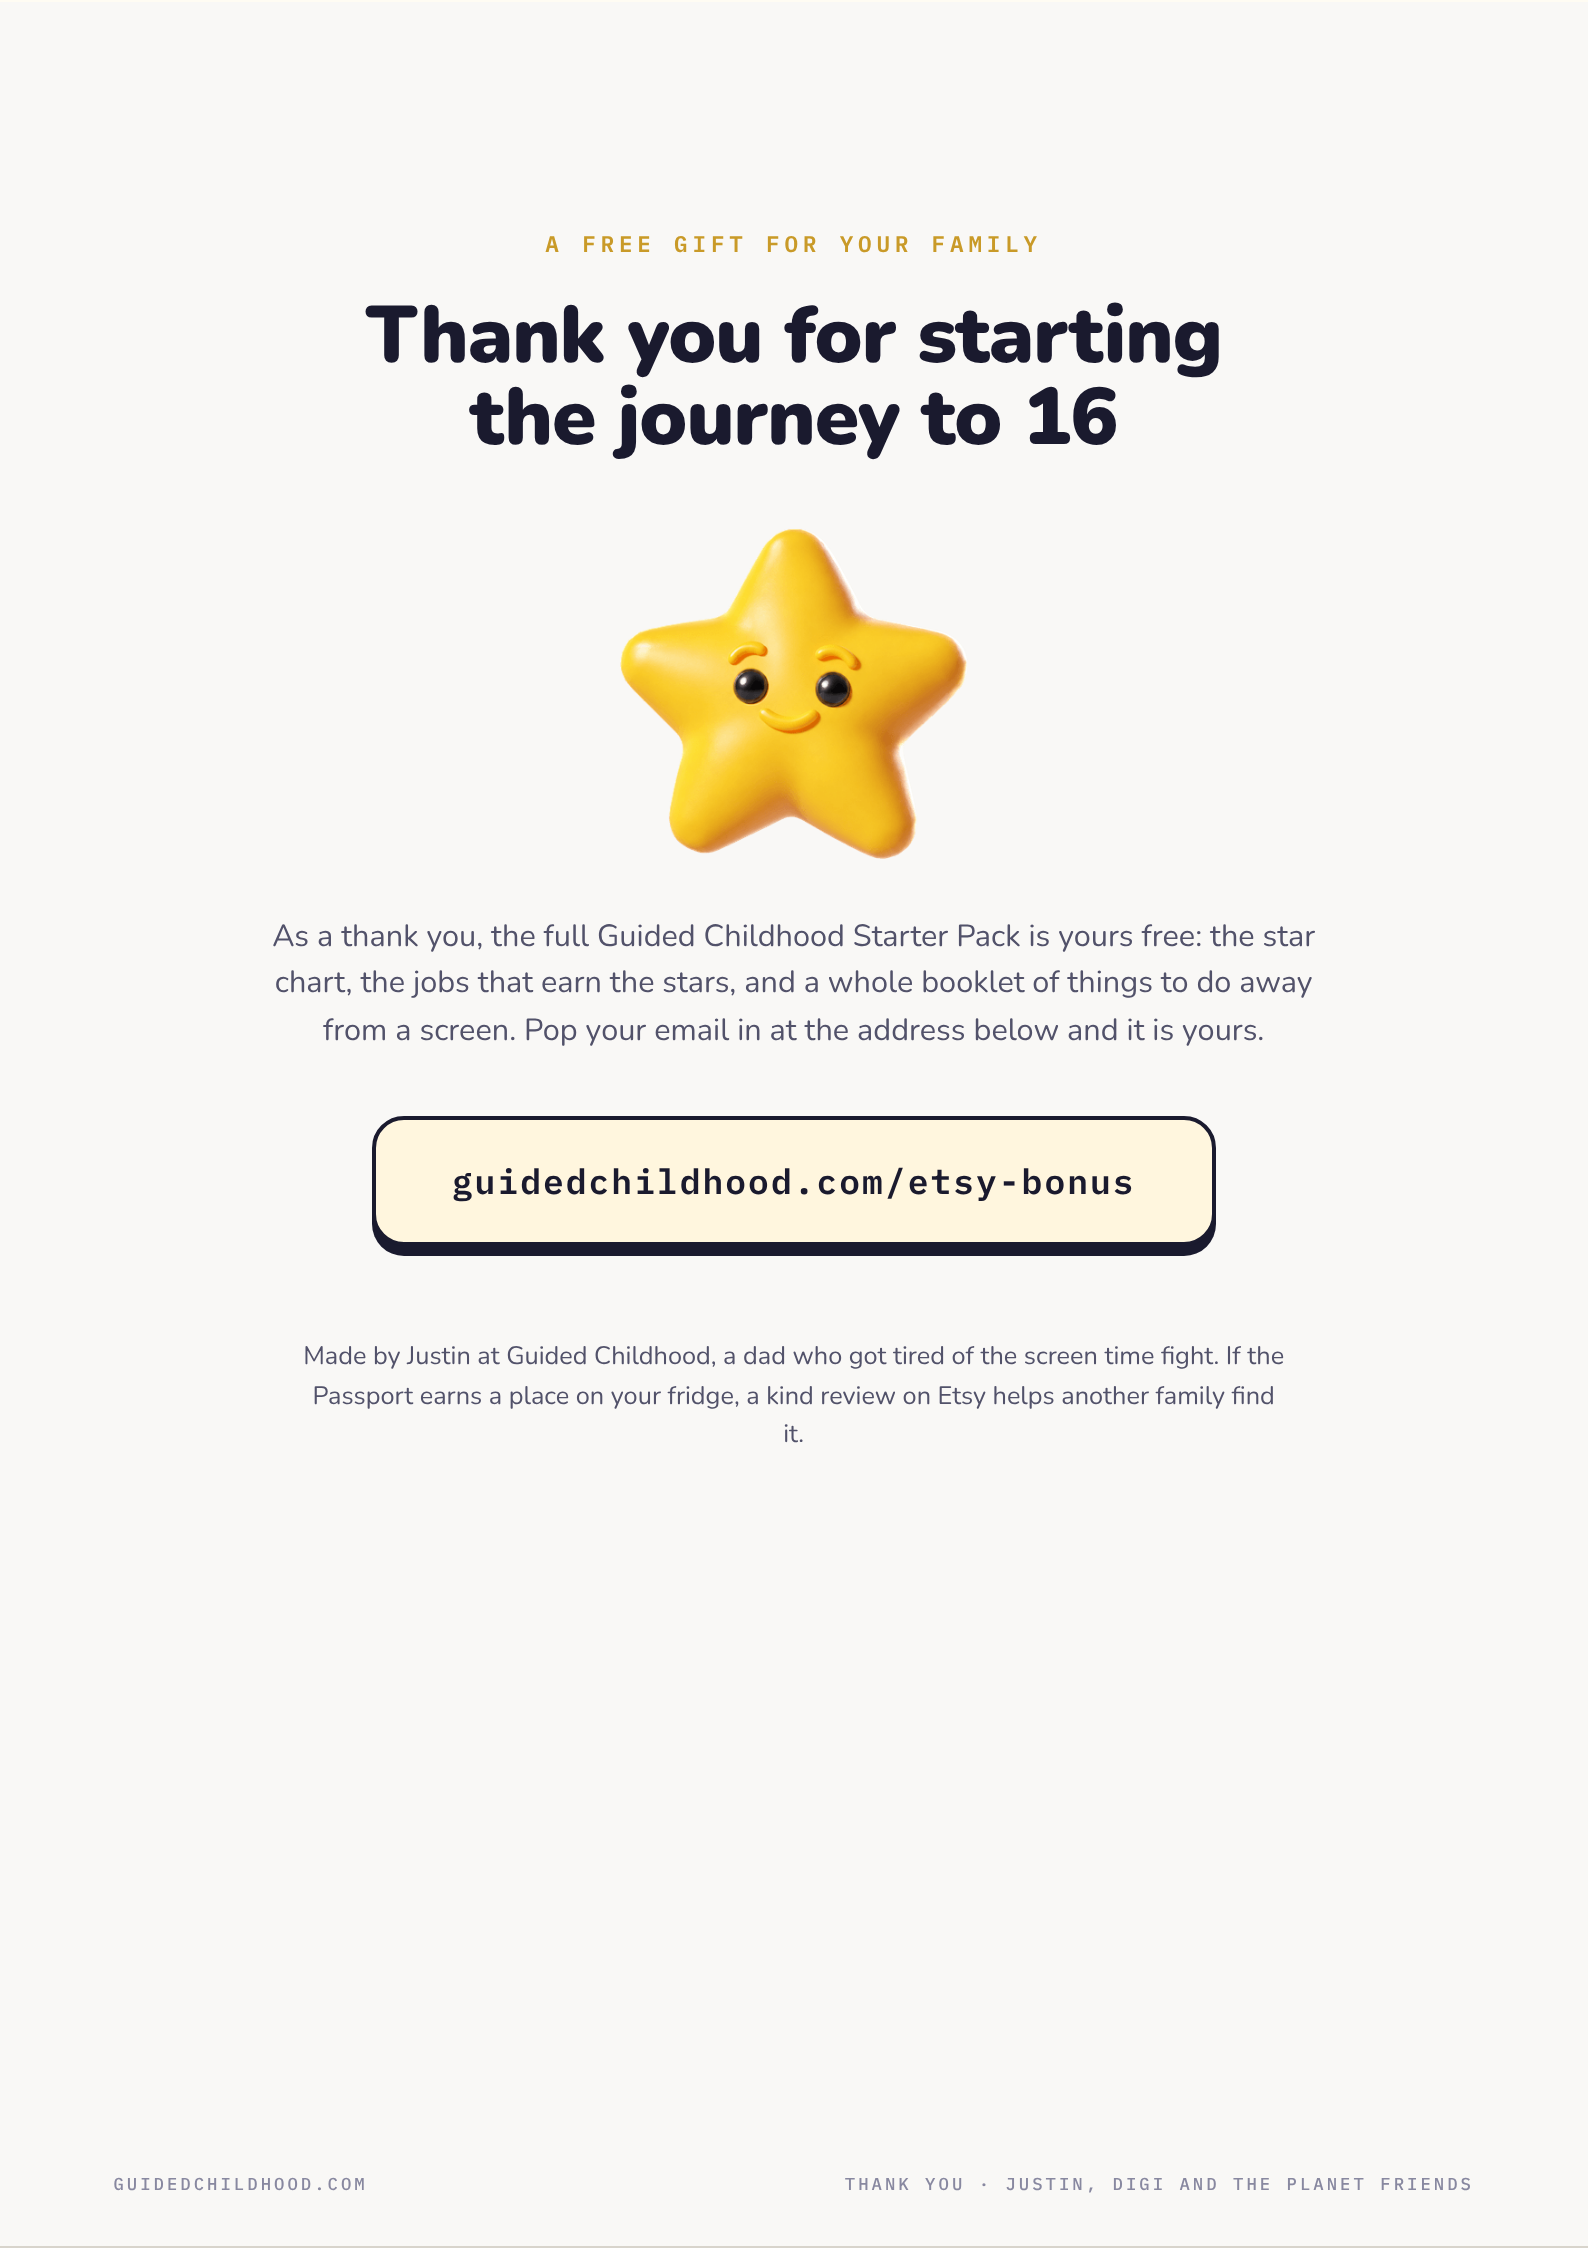 A FREE GIFT FOR YOUR FAMILY
Thank you for starting
the journey to 16
As a thank you, the full Guided Childhood Starter Pack is yours free: the star
chart, the jobs that earn the stars, and a whole booklet of things to do away
from a screen. Pop your email in at the address below and it is yours.
guidedchildhood.com/etsy-bonus
Made by Justin at Guided Childhood, a dad who got tired of the screen time fight. If the
Passport earns a place on your fridge, a kind review on Etsy helps another family find
it.
GUIDEDCHILDHOOD.COM
THANK YOU · JUSTIN, DIGI AND THE PLANET FRIENDS